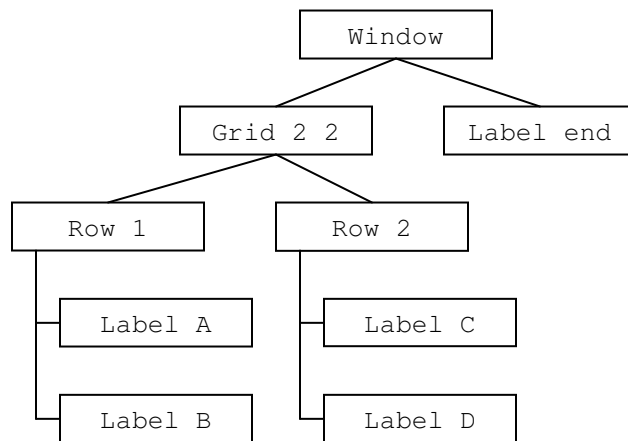 Window
Grid 2 2
Label end
Row 1
Row 2
Label A
Label C
Label B
Label D